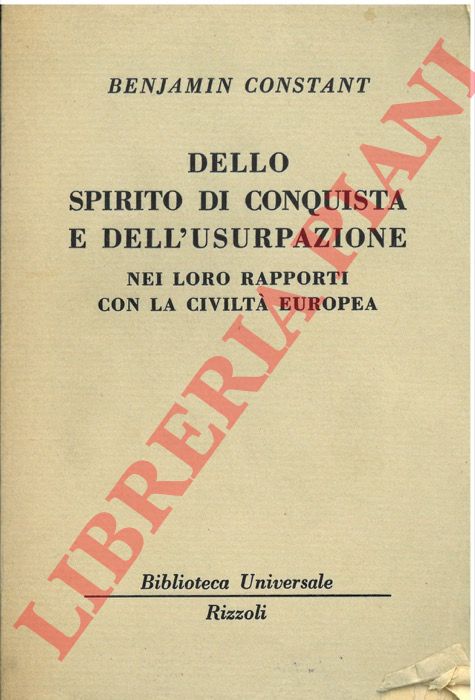 BENJAMIN CONSTANT
DELLO
SPIRITO DI CONQUISTA
E DELL'USURPAZIONE
NEI LORO RAPPORTI
CON LA CIVILTÀ EUROPEA
LIBRERIA PIANI
Biblioteca Universale
Rizzoli